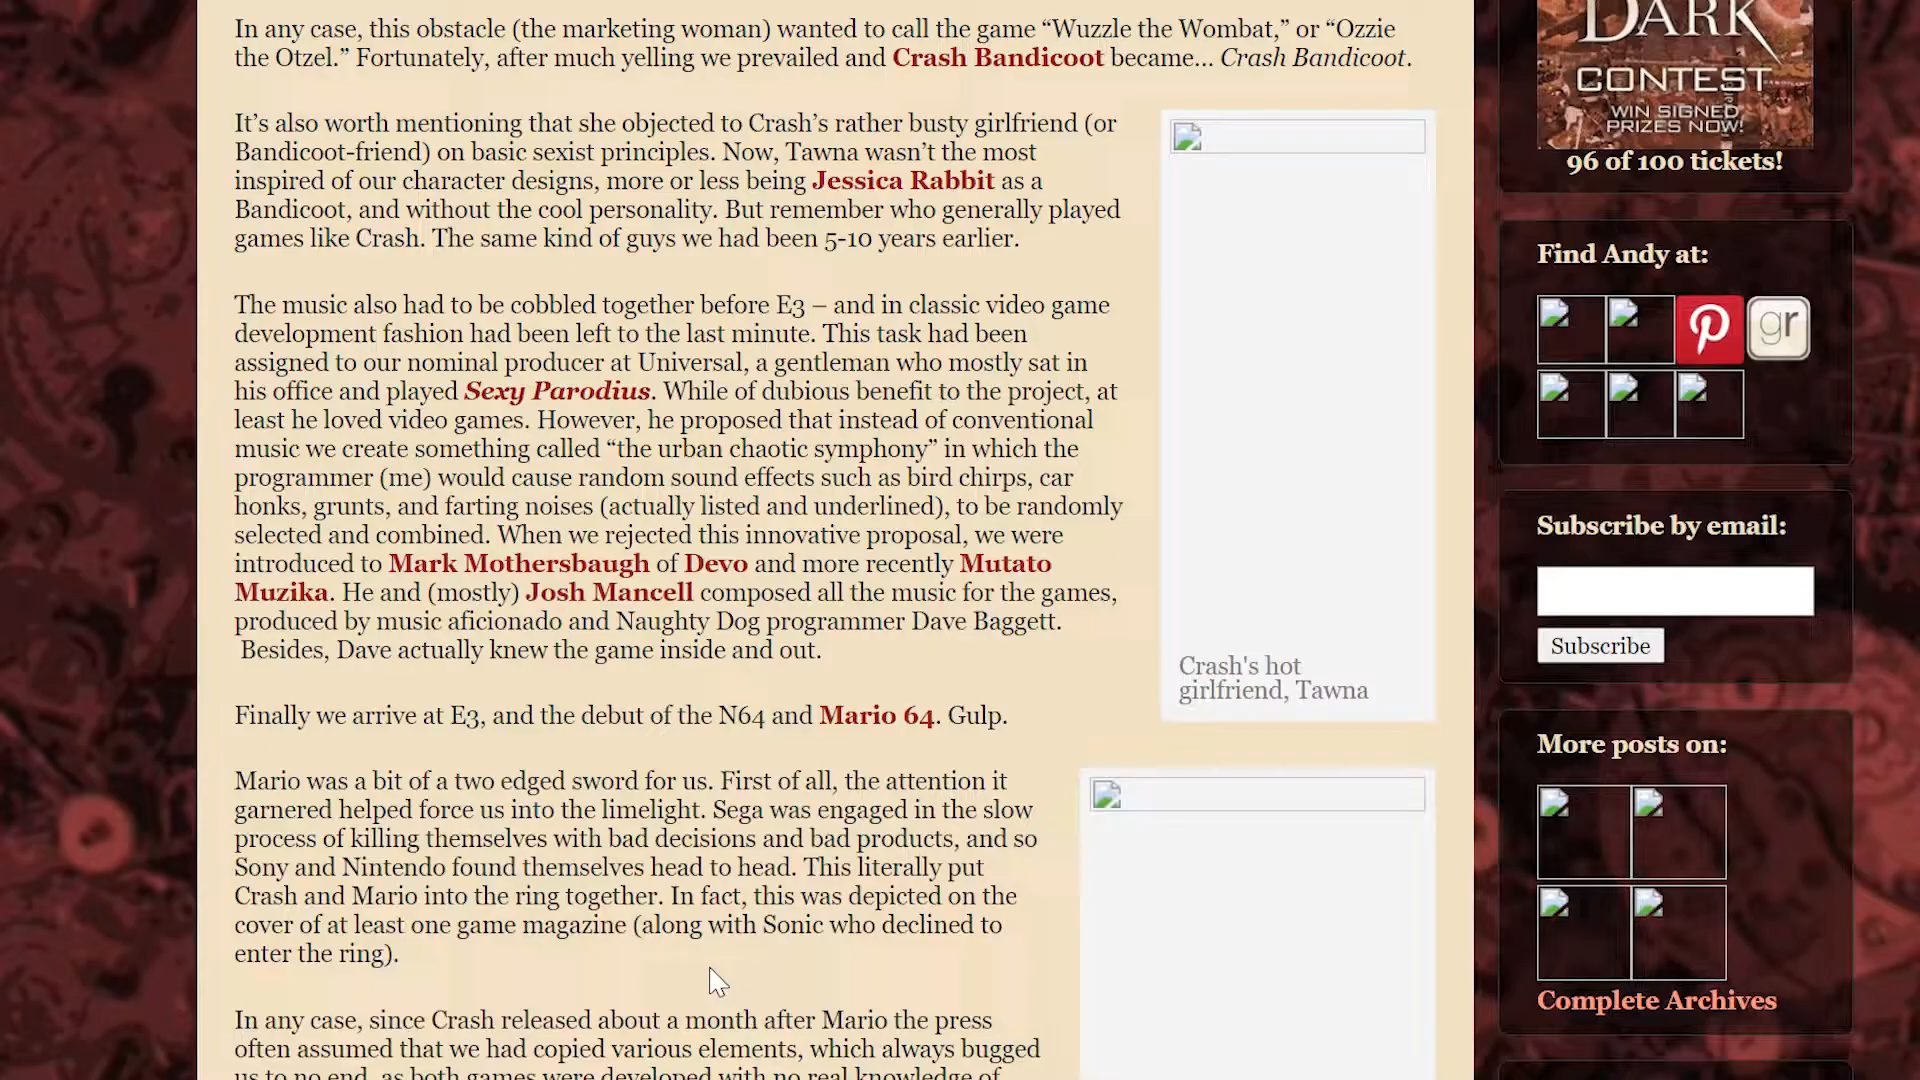 In any case, this obstacle (the marketing woman) wanted to call the game “Wuzzle the Wombat,” or “Ozzie
the Otzel.” Fortunately, after much yelling we prevailed and Crash Bandicoot became… Crash Bandicoot.
It’s also worth mentioning that she objected to Crash’s rather busty girlfriend (or
Bandicoot-friend) on basic sexist principles. Now, Tawna wasn’t the most
inspired of our character designs, more or less being Jessica Rabbit as a
Bandicoot, and without the cool personality. But remember who generally played
games like Crash. The same kind of guys we had been 5-10 years earlier.
The music also had to be cobbled together before E3 – and in classic video game
development fashion had been left to the last minute. This task had been
assigned to our nominal producer at Universal, a gentleman who mostly sat in
his office and played Sexy Parodius. While of dubious benefit to the project, at
least he loved video games. However, he proposed that instead of conventional
music we create something called “the urban chaotic symphony” in which the
programmer (me) would cause random sound effects such as bird chirps, car
honks, grunts, and farting noises (actually listed and underlined), to be randomly
selected and combined. When we rejected this innovative proposal, we were
introduced to Mark Mothersbaugh of Devo and more recently Mutato
Muzika. He and (mostly) Josh Mancell composed all the music for the games,
produced by music aficionado and Naughty Dog programmer Dave Baggett.
Besides, Dave actually knew the game inside and out.
Crash's hot
girlfriend, Tawna
Finally we arrive at E3, and the debut of the N64 and Mario 64. Gulp.
Mario was a bit of a two edged sword for us. First of all, the attention it
garnered helped force us into the limelight. Sega was engaged in the slow
process of killing themselves with bad decisions and bad products, and so
Sony and Nintendo found themselves head to head. This literally put
Crash and Mario into the ring together. In fact, this was depicted on the
cover of at least one game magazine (along with Sonic who declined to
enter the ring).
In any case, since Crash released about a month after Mario the press
often assumed that we had copied various elements, which always bugged
us to no end, as both games were developed with no real knowledge of
DARK
CONTEST
WIN SIGNED
PRIZES NOW!
96 of 100 tickets!
Find Andy at:
gr
Subscribe by email:
Subscribe
More posts on:
Complete Archives